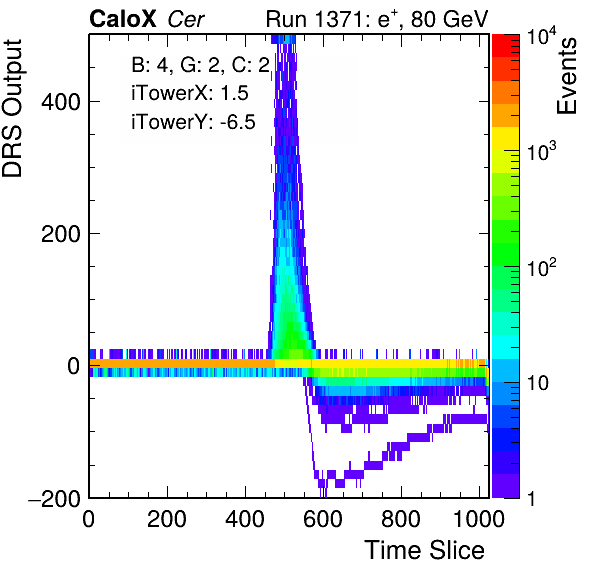 CaloX Cer Run 1371: e⁺, 80 GeV
B: 4, G: 2, C: 2
iTowerX: 1.5
iTowerY: -6.5
DRS Output
400
200
0
−200
0 200 400 600 800 1000
Time Slice
Events
10⁴
10³
10²
10
1